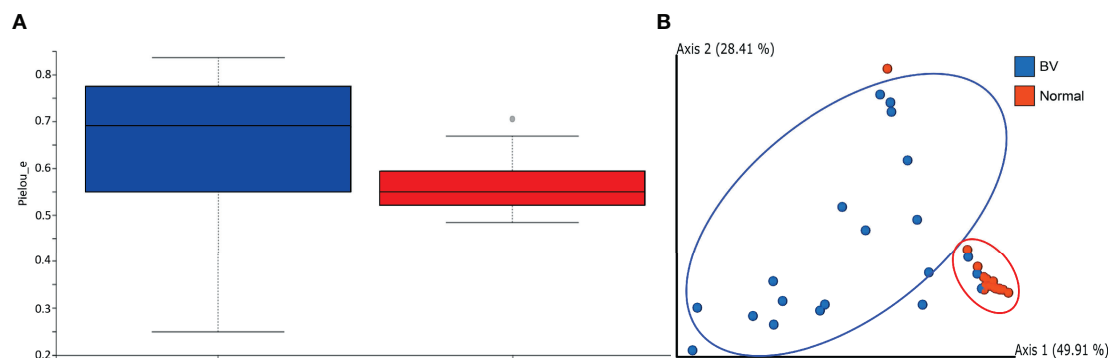 A
B
Pielou_e
0.8
0.7
0.6
0.5
0.4
0.3
0.2
Axis 2 (28.41 %)
BV
Normal
Axis 1 (49.91 %)